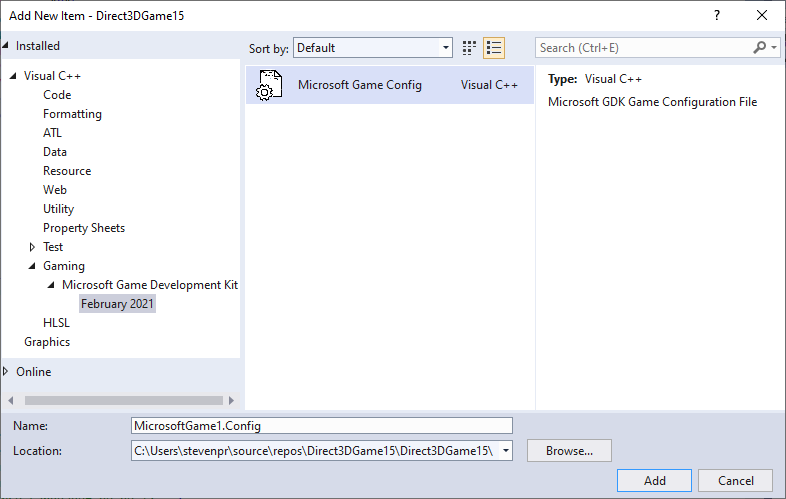 Add New Item - Direct3DGame15
Installed
Sort by: Default
Search (Ctrl+E)
Visual C++
Code
Formatting
ATL
Data
Resource
Web
Utility
Property Sheets
Test
Gaming
Microsoft Game Development Kit
February 2021
HLSL
Graphics
Online
Microsoft Game Config Visual C++
Type: Visual C++
Microsoft GDK Game Configuration File
Name: MicrosoftGame1.Config
Location: C:\Users\stevenpr\source\repos\Direct3DGame15\Direct3DGame15\ Browse...
Add Cancel